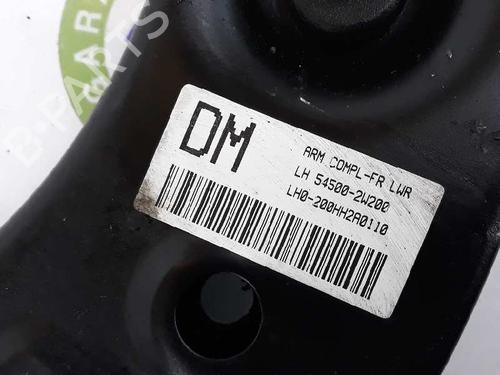 DM
ARM COMPL-FR LWR
LH 54500-2W200
LH0-200HH2A0110
B-PARTS